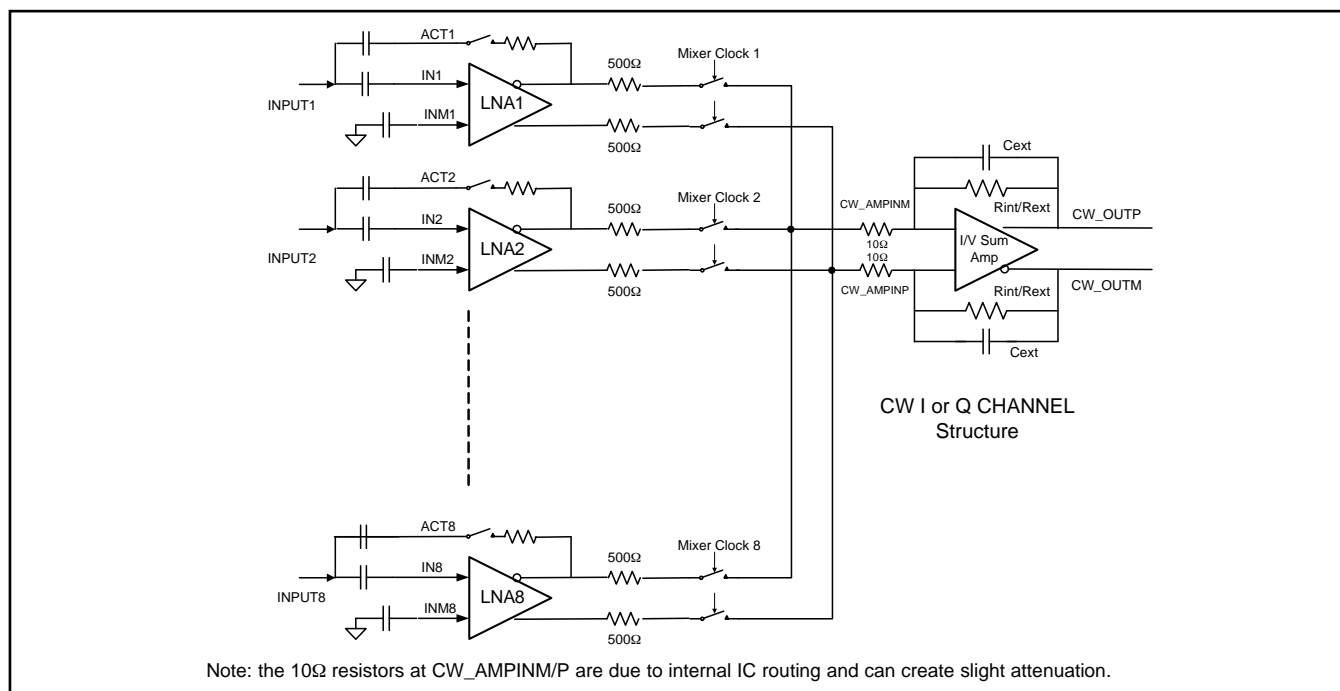 ACT1
500Ω
Mixer Clock 1
IN1
INPUT1
LNA1
INM1
500Ω
Cext
ACT2
500Ω
Mixer Clock 2
CW_AMPINM
Rint/Rext
CW_OUTP
IN2
10Ω
I/V Sum
Amp
INPUT2
LNA2
10Ω
INM2
CW_AMPINP
CW_OUTM
500Ω
Rint/Rext
Cext
CW I or Q CHANNEL
Structure
ACT8
500Ω
Mixer Clock 8
IN8
INPUT8
LNA8
INM8
500Ω
Note: the 10Ω resistors at CW_AMPINM/P are due to internal IC routing and can create slight attenuation.